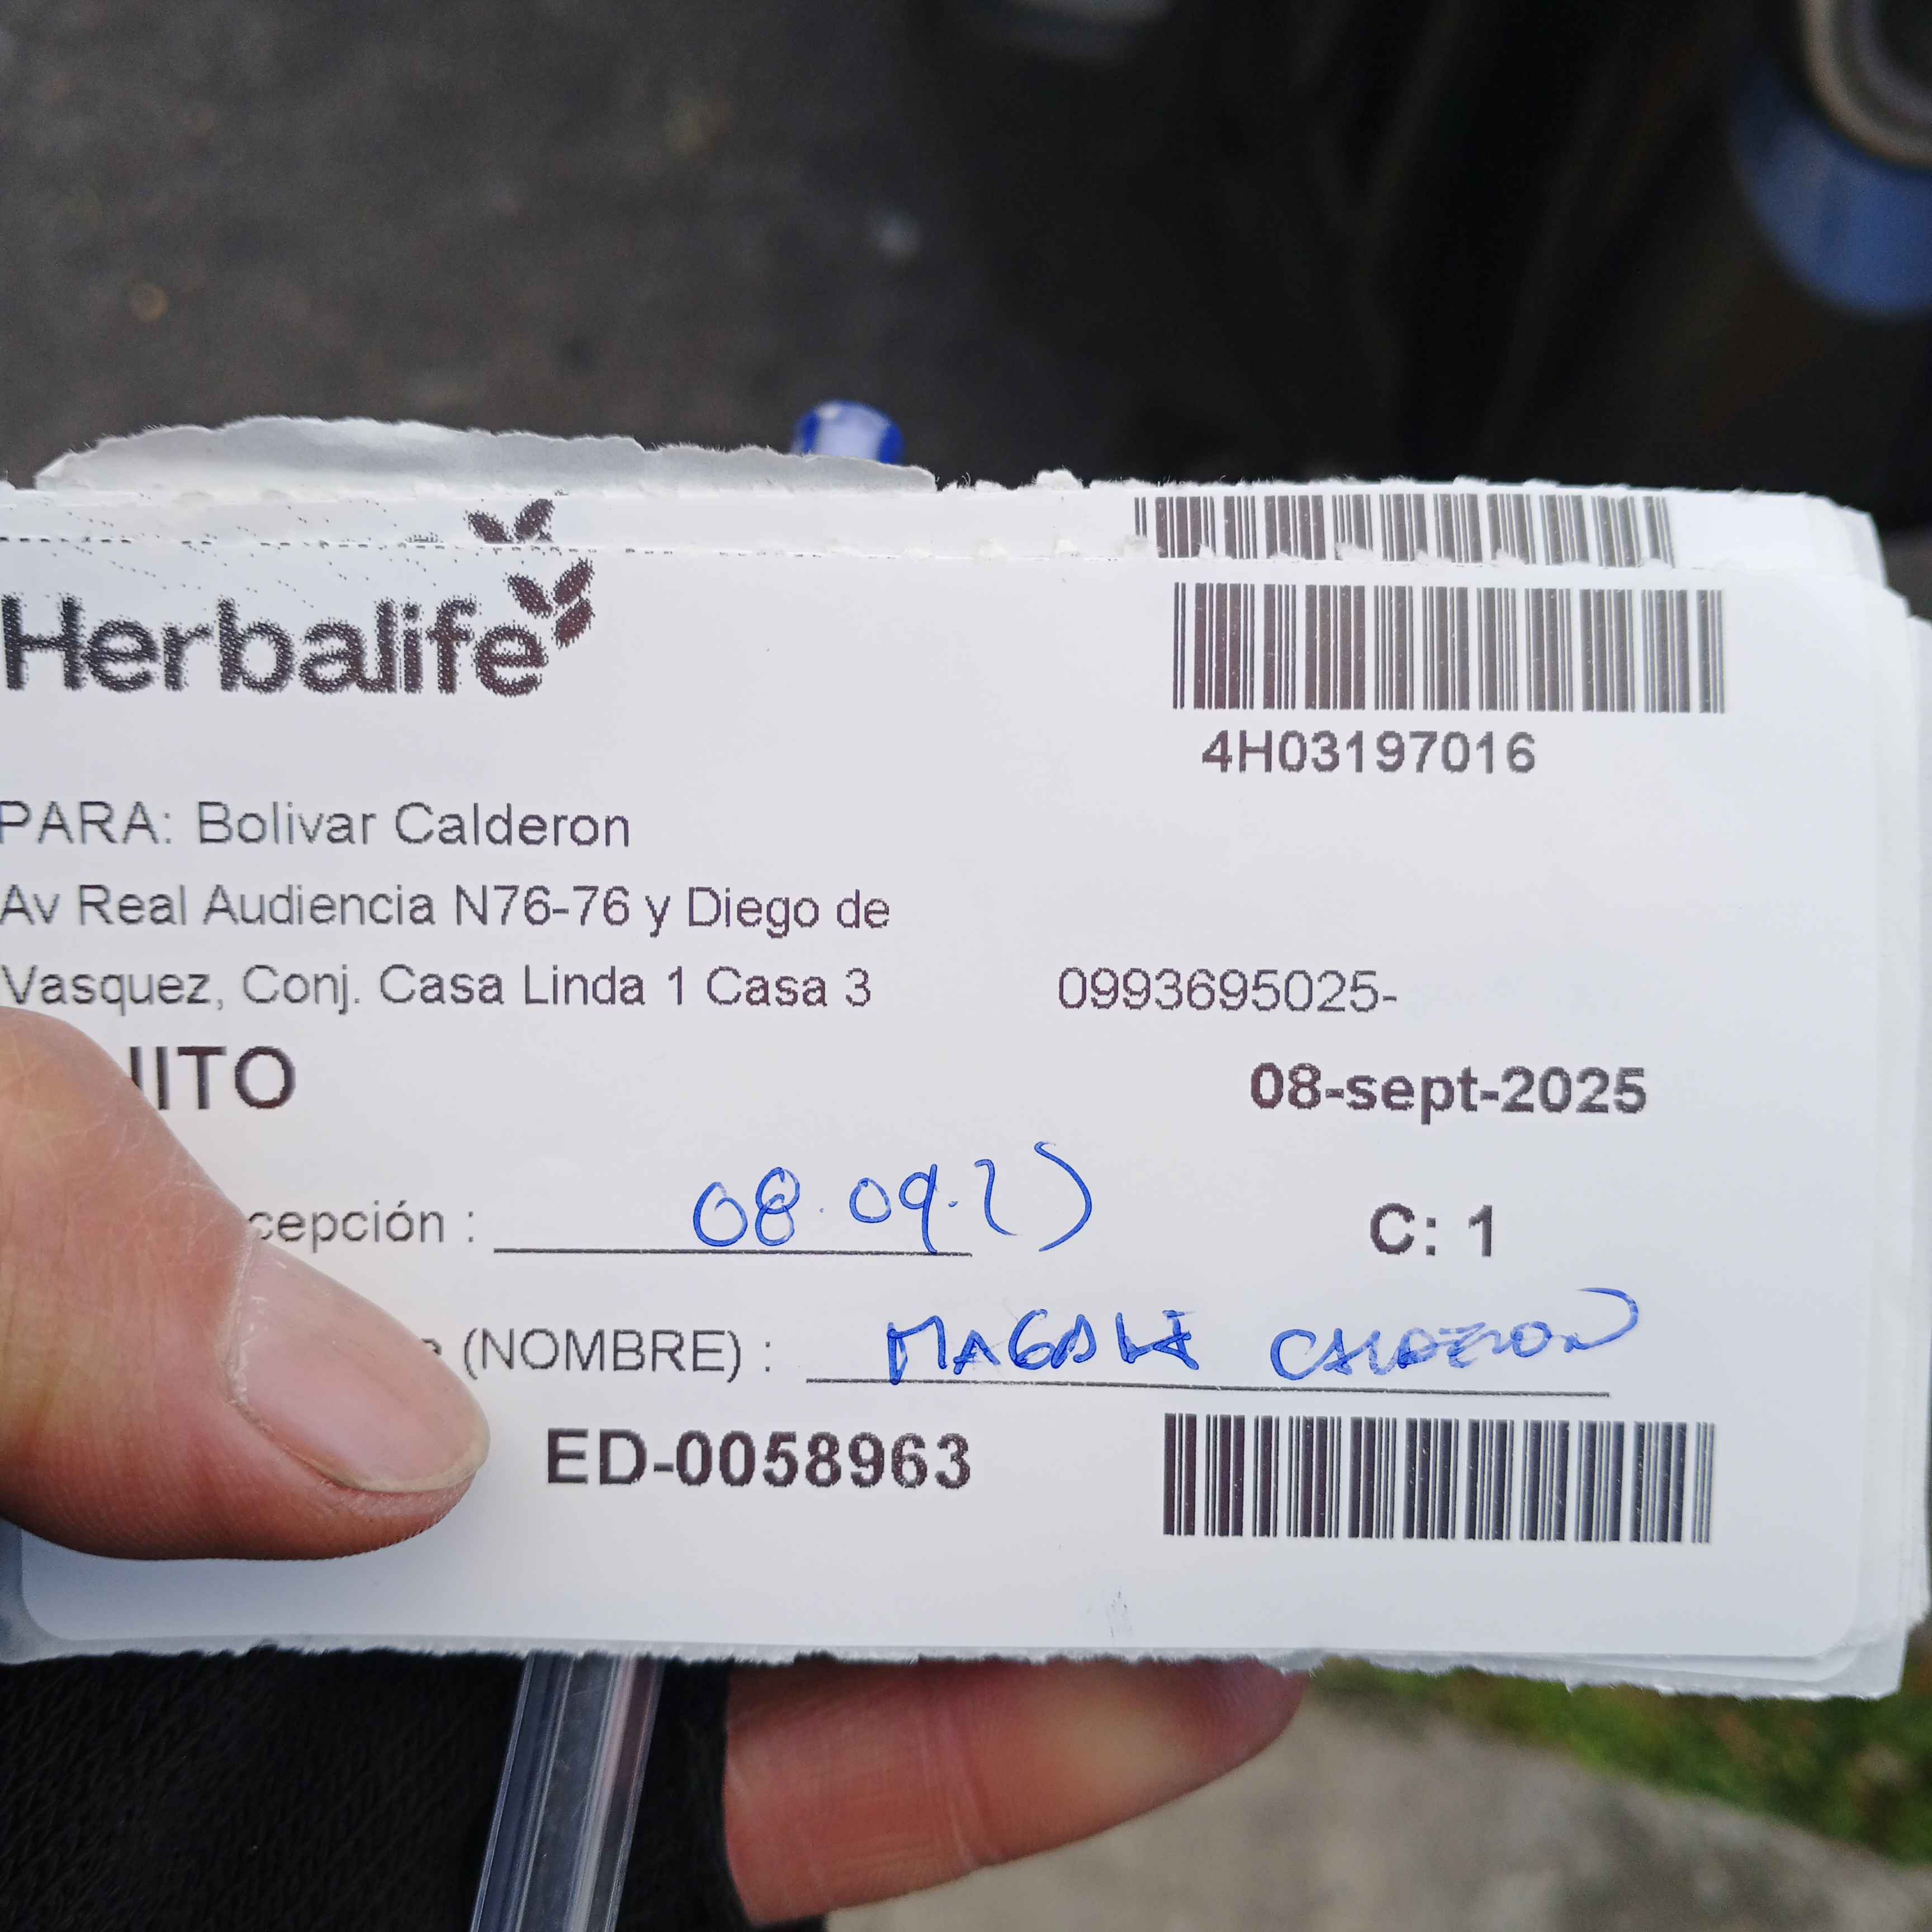 Herbalife
4H03197016
PARA: Bolivar Calderon
Av Real Audiencia N76-76 y Diego de
Vasquez, Conj. Casa Linda 1 Casa 3 0993695025-
08-sept-2025
cepción : 08.09.25
C: 1
(NOMBRE) : MAGALI CALDERON
ED-0058963